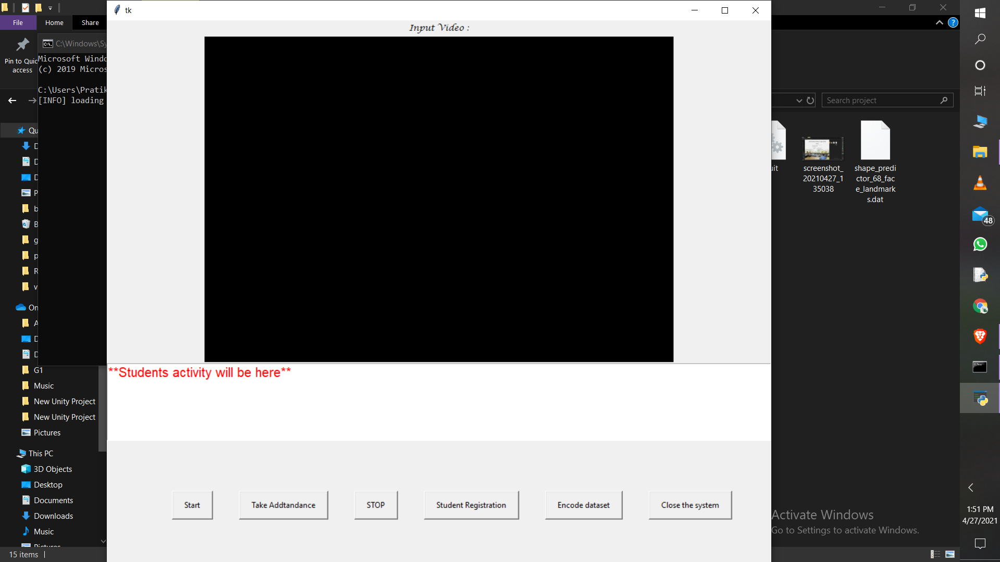 tk
File
Home
Share
Input Video :
Pin to Quic
access
C:\Windows\Sy
Microsoft Windo
(c) 2019 Micros
C:\Users\Pratik
[INFO] loading
Search project
Qu
D
D
D
P
b
B
g
p
R
v
On
A
D
D
G1
Music
New Unity Project
New Unity Project
Pictures
This PC
3D Objects
Desktop
Documents
Downloads
Music
15 items
uit
screenshot_
20210427_1
35038
shape_predi
ctor_68_fac
e_landmark
s.dat
48
**Students activity will be here**
Start
Take Addtandance
STOP
Student Registration
Encode dataset
Close the system
Activate Windows
Go to Settings to activate Windows.
1:51 PM
4/27/2021